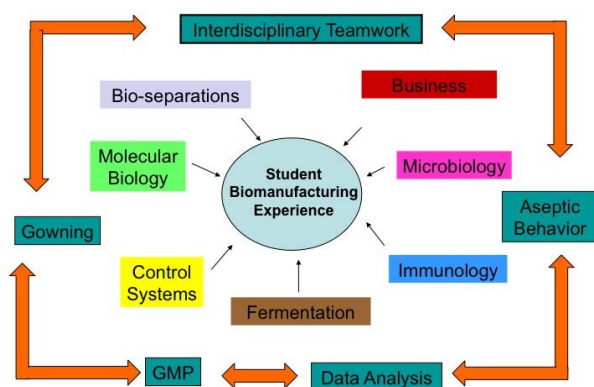 Interdisciplinary Teamwork
Business
Bio-separations
Molecular
Biology
Student
Biomanufacturing
Experience
Microbiology
Gowning
Aseptic
Behavior
Control
Systems
Immunology
Fermentation
GMP
Data Analysis